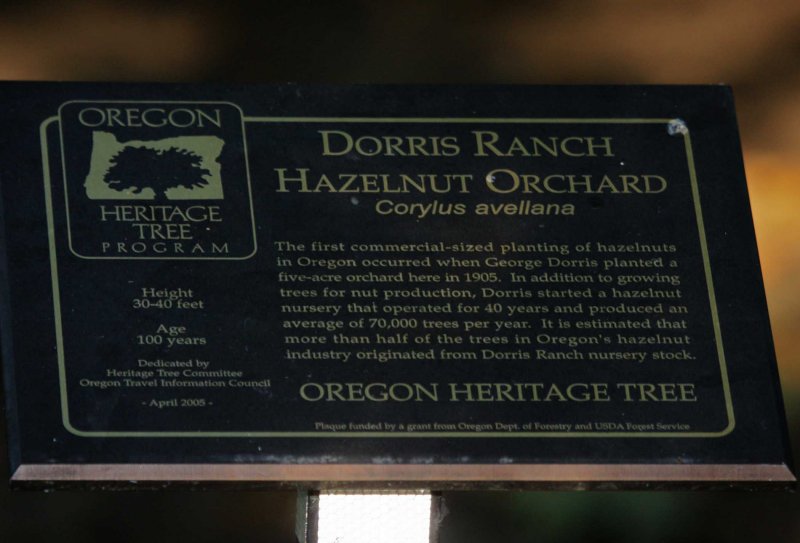 OREGON
HERITAGE
TREE
PROGRAM
Height
30-40 feet
Age
100 years
Dedicated by
Heritage Tree Committee
Oregon Travel Information Council
- April 2005 -
DORRIS RANCH
HAZELNUT ORCHARD
Corylus avellana
The first commercial-sized planting of hazelnuts
in Oregon occurred when George Dorris planted a
five-acre orchard here in 1905. In addition to growing
trees for nut production, Dorris started a hazelnut
nursery that operated for 40 years and produced an
average of 70,000 trees per year. It is estimated that
more than half of the trees in Oregon's hazelnut
industry originated from Dorris Ranch nursery stock.
OREGON HERITAGE TREE
Plaque funded by a grant from Oregon Dept. of Forestry and USDA Forest Service